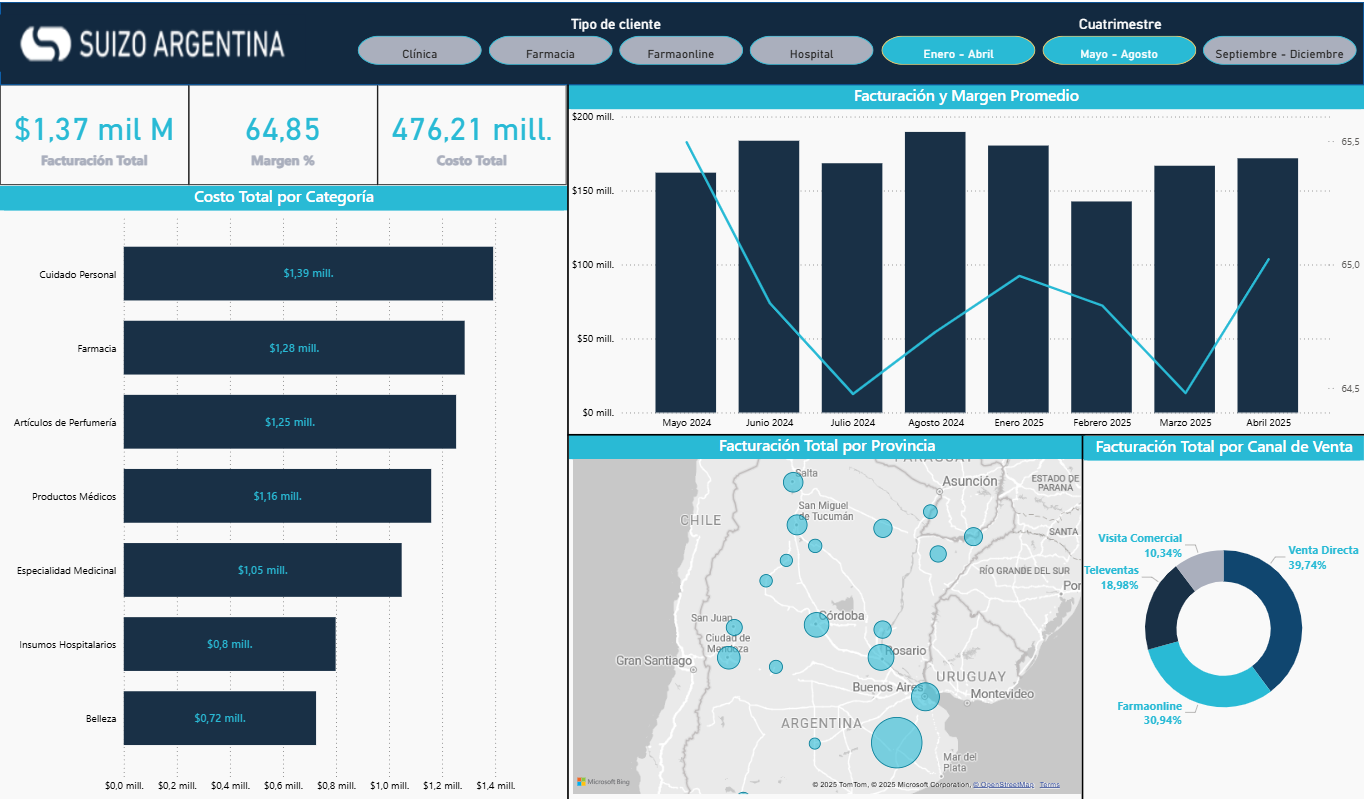 SUIZO ARGENTINA
Tipo de cliente
Cuatrimestre
Clínica
Farmacia
Farmaonline
Hospital
Enero - Abril
Mayo - Agosto
Septiembre - Diciembre
$1,37 mil M
Facturación Total
64,85
Margen %
476,21 mill.
Costo Total
Costo Total por Categoría
Cuidado Personal
$1,39 mill.
Farmacia
$1,28 mill.
Artículos de Perfumería
$1,25 mill.
Productos Médicos
$1,16 mill.
Especialidad Medicinal
$1,05 mill.
Insumos Hospitalarios
$0,8 mill.
Belleza
$0,72 mill.
$0,0 mill.
$0,2 mill.
$0,4 mill.
$0,6 mill.
$0,8 mill.
$1,0 mill.
$1,2 mill.
$1,4 mill.
Facturación y Margen Promedio
$200 mill.
$150 mill.
$100 mill.
$50 mill.
$0 mill.
65,5
65,0
64,5
Mayo 2024
Junio 2024
Julio 2024
Agosto 2024
Enero 2025
Febrero 2025
Marzo 2025
Abril 2025
Facturación Total por Provincia
PARAGUAY
Salta
Asunción
ESTADO DE
PARANÁ
San Miguel
de Tucumán
CHILE
SANTA
RÍO GRANDE DEL SUR
Por
San Juan
Córdoba
Ciudad de
Mendoza
Gran Santiago
Rosario
URUGUAY
Buenos Aires
Montevideo
ARGENTINA
Mar del
Plata
Microsoft Bing
© 2025 TomTom, © 2025 Microsoft Corporation, © OpenStreetMap Terms
Facturación Total por Canal de Venta
Visita Comercial
10,34%
Venta Directa
39,74%
Televentas
18,98%
Farmaonline
30,94%